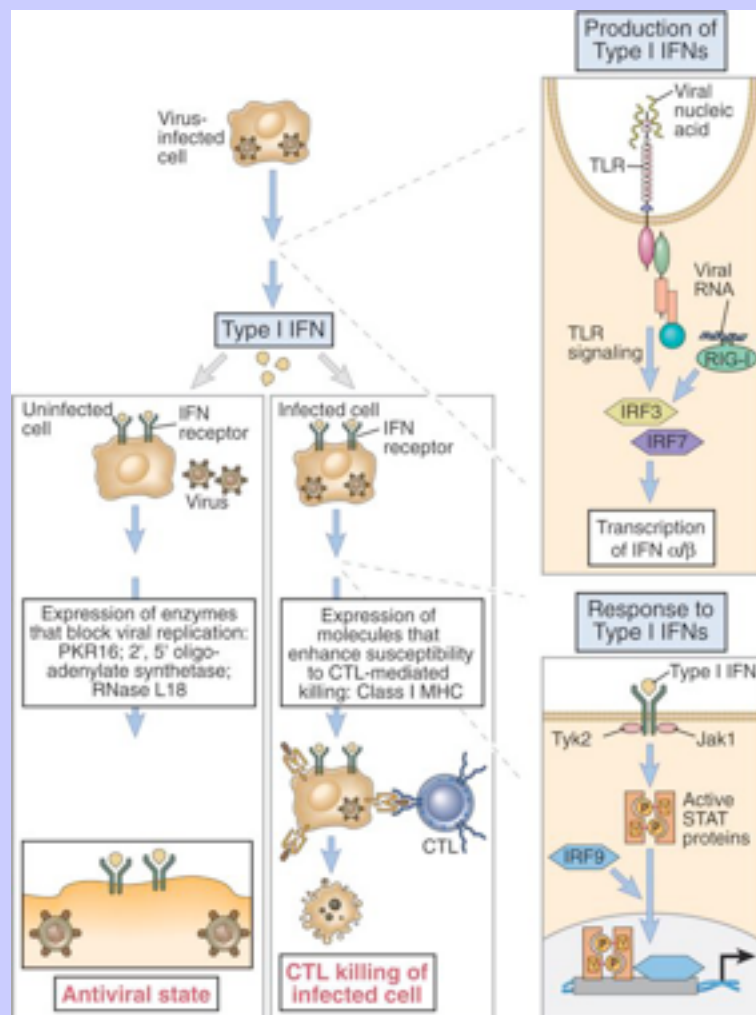 Virus-
infected
cell
Type I IFN
Uninfected
cell
IFN
receptor
Virus
Expression of enzymes
that block viral replication:
PKR16; 2', 5' oligo-
adenylate synthetase;
RNase L18
Antiviral state
Infected cell
IFN
receptor
Expression of
molecules that
enhance susceptibility
to CTL-mediated
killing: Class I MHC
CTL
CTL killing of
infected cell
Production of
Type I IFNs
Viral
nucleic
acid
TLR
Viral
RNA
TLR
signaling
RIG-I
IRF3
IRF7
Transcription
of IFN α/β
Response to
Type I IFNs
Type I IFN
Tyk2
Jak1
Active
STAT
proteins
P
P
IRF9
P